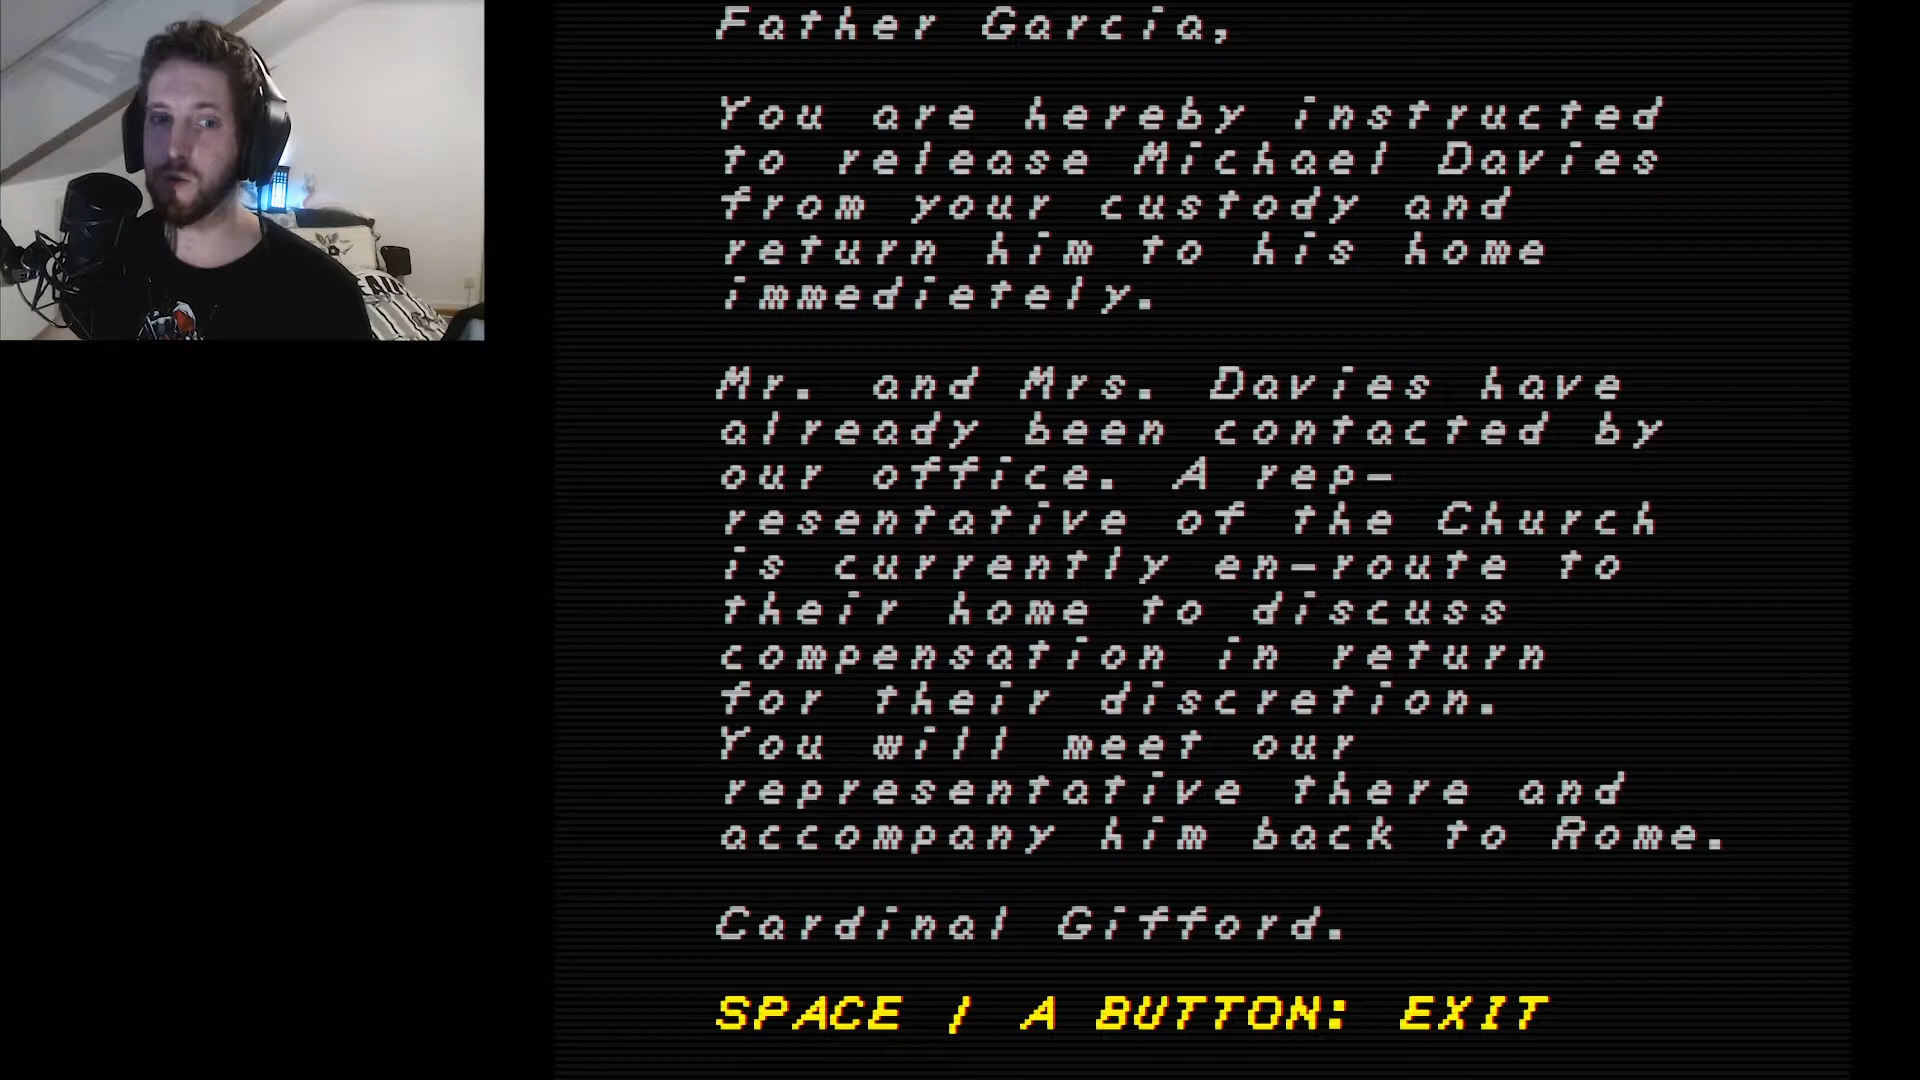 Father Garcia,
You are hereby instructed
to release Michael Davies
from your custody and
return him to his home
immedietely.
Mr. and Mrs. Davies have
already been contacted by
our office. A rep-
resentative of the Church
is currently en-route to
their home to discuss
compensation in return
for their discretion.
You will meet our
representative there and
accompany him back to Rome.
Cardinal Gifford.
SPACE / A BUTTON: EXIT